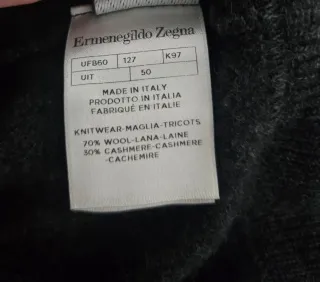 Ermenegildo Zegna
UFB60 127 K97
UIT 50
MADE IN ITALY
PRODOTTO IN ITALIA
FABRIQUÉ EN ITALIE
KNITWEAR-MAGLIA-TRICOTS
70% WOOL-LANA-LAINE
30% CASHMERE-CASHMERE
-CACHEMIRE